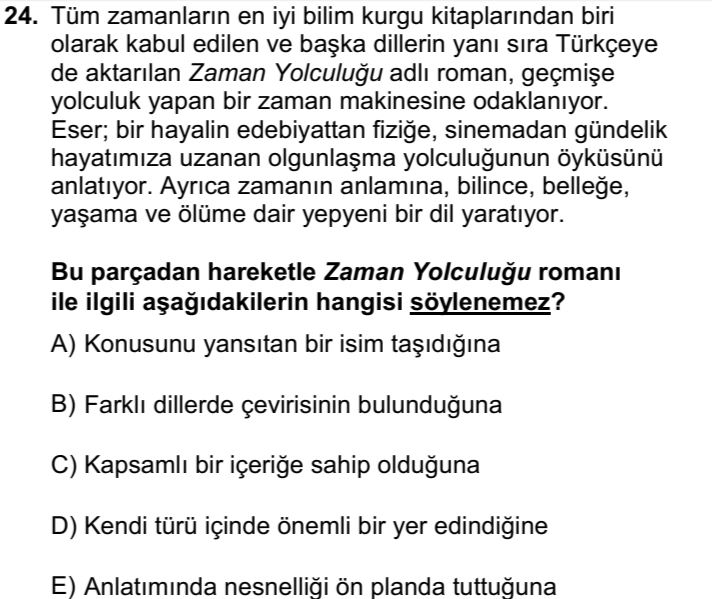 24. Tüm zamanların en iyi bilim kurgu kitaplarından biri
olarak kabul edilen ve başka dillerin yanı sıra Türkçeye
de aktarılan Zaman Yolculuğu adlı roman, geçmişe
yolculuk yapan bir zaman makinesine odaklanıyor.
Eser; bir hayalin edebiyattan fiziğe, sinemadan gündelik
hayatımıza uzanan olgunlaşma yolculuğunun öyküsünü
anlatıyor. Ayrıca zamanın anlamına, bilince, belleğe,
yaşama ve ölüme dair yepyeni bir dil yaratıyor.
Bu parçadan hareketle Zaman Yolculuğu romanı
ile ilgili aşağıdakilerin hangisi söylenemez?
A) Konusunu yansıtan bir isim taşıdığına
B) Farklı dillerde çevirisinin bulunduğuna
C) Kapsamlı bir içeriğe sahip olduğuna
D) Kendi türü içinde önemli bir yer edindiğine
E) Anlatımında nesnelliği ön planda tuttuğuna